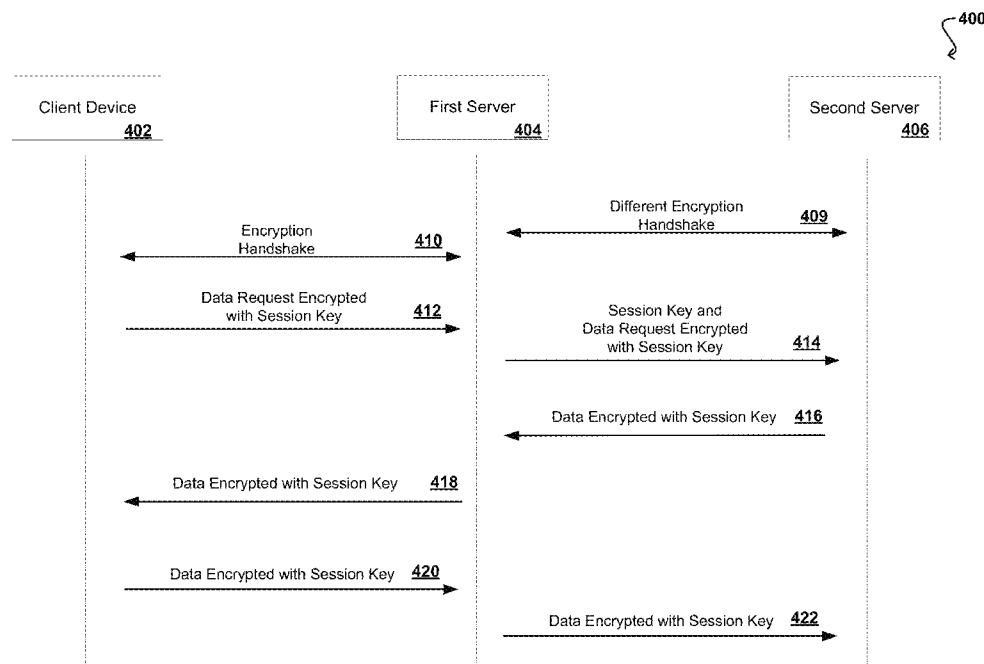 400
Client Device
402
First Server
404
Second Server
406
Different Encryption
Handshake
409
Encryption
Handshake
410
Data Request Encrypted
with Session Key
412
Session Key and
Data Request Encrypted
with Session Key
414
Data Encrypted with Session Key 416
Data Encrypted with Session Key 418
Data Encrypted with Session Key 420
Data Encrypted with Session Key 422